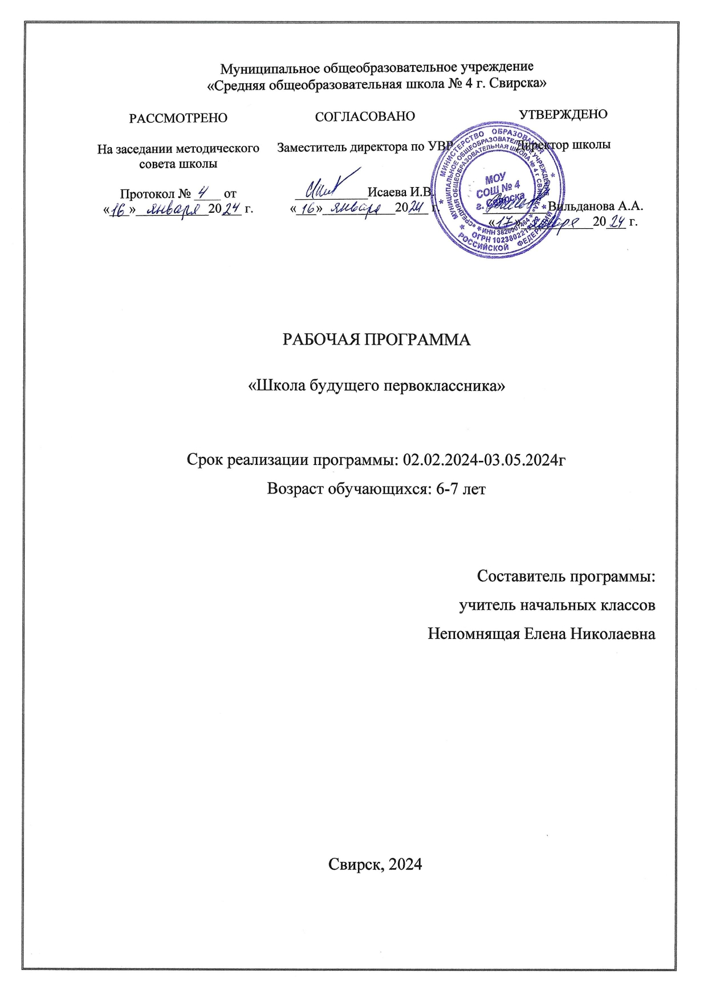 Муниципальное общеобразовательное учреждение
«Средняя общеобразовательная школа № 4 г. Свирска»
РАССМОТРЕНО
На заседании методического
совета школы
Протокол № 4 от
«16» января 2024 г.
СОГЛАСОВАНО
Заместитель директора по УВР
Исаева И.В.
«16» января 2024 г.
УТВЕРЖДЕНО
Директор школы
Вильданова А.А.
«17» января 2024 г.
МИНИСТЕРСТВО ОБРАЗОВАНИЯ
РОССИЙСКОЙ ФЕДЕРАЦИИ
МУНИЦИПАЛЬНОЕ ОБЩЕОБРАЗОВАТЕЛЬНОЕ УЧРЕЖДЕНИЕ
«СРЕДНЯЯ ОБЩЕОБРАЗОВАТЕЛЬНАЯ ШКОЛА № 4 г. СВИРСКА»
ИНН 3820007464
ОГРН
МОУ
СОШ № 4
г. Свирска
РАБОЧАЯ ПРОГРАММА
«Школа будущего первоклассника»
Срок реализации программы: 02.02.2024-03.05.2024г
Возраст обучающихся: 6-7 лет
Составитель программы:
учитель начальных классов
Непомнящая Елена Николаевна
Свирск, 2024